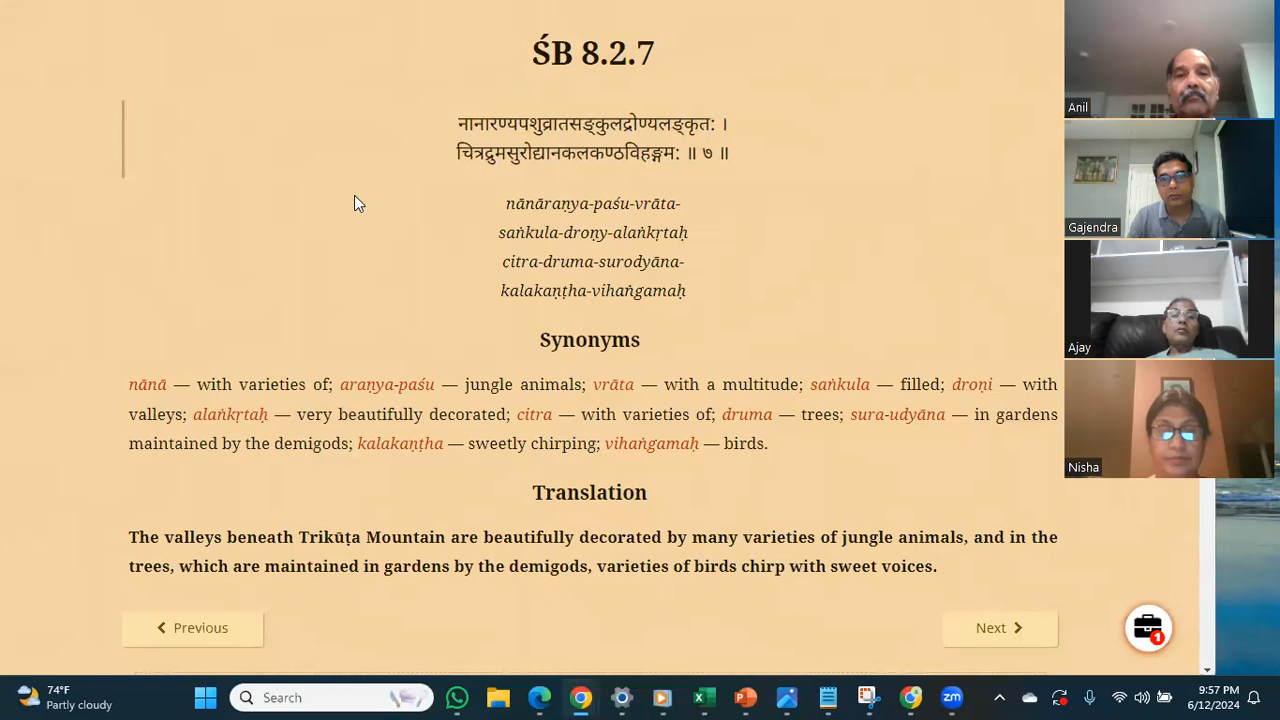 ŚB 8.2.7
नानारण्यपशुव्रातसङ्कुलद्रोण्यलङ्कृत: ।
चित्रद्रुमसुरोद्यानकलकण्ठविहङ्गम: ॥ ७ ॥
nānāraṇya-paśu-vrāta-
saṅkula-droṇy-alaṅkṛtaḥ
citra-druma-surodyāna-
kalakaṇṭha-vihaṅgamaḥ
Synonyms
nānā — with varieties of; araṇya-paśu — jungle animals; vrāta — with a multitude; saṅkula — filled; droṇi — with
valleys; alaṅkṛtaḥ — very beautifully decorated; citra — with varieties of; druma — trees; sura-udyāna — in gardens
maintained by the demigods; kalakaṇṭha — sweetly chirping; vihaṅgamaḥ — birds.
Translation
The valleys beneath Trikūṭa Mountain are beautifully decorated by many varieties of jungle animals, and in the
trees, which are maintained in gardens by the demigods, varieties of birds chirp with sweet voices.
Previous
Next
1
Anil
Gajendra
Ajay
Nisha
74°F
Partly cloudy
Search
zm
9:57 PM
6/12/2024